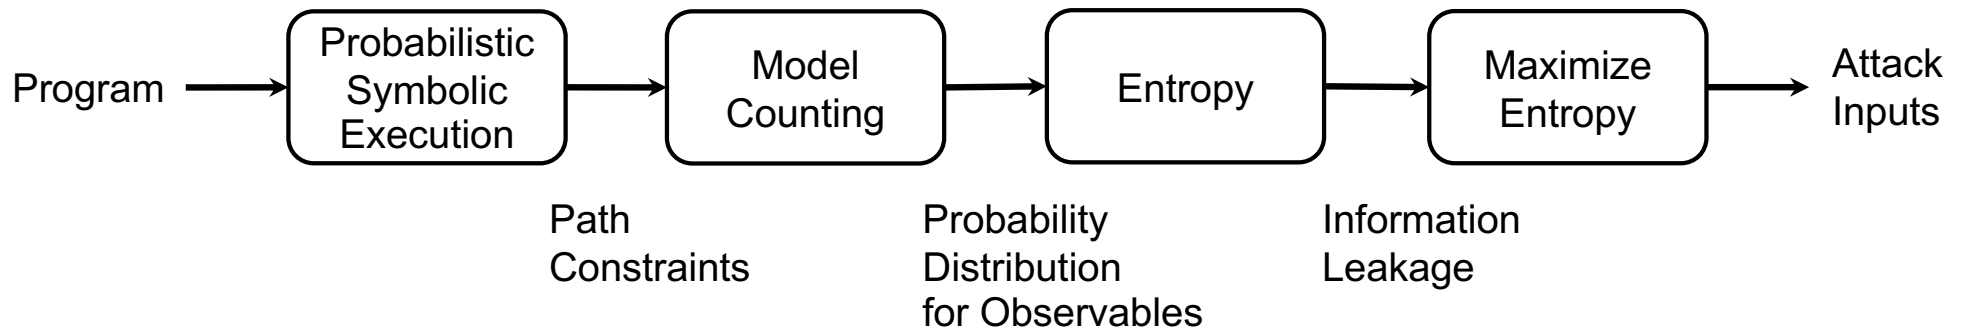 Program
Probabilistic
Symbolic
Execution
Model
Counting
Entropy
Maximize
Entropy
Attack
Inputs
Path
Constraints
Probability
Distribution
for Observables
Information
Leakage